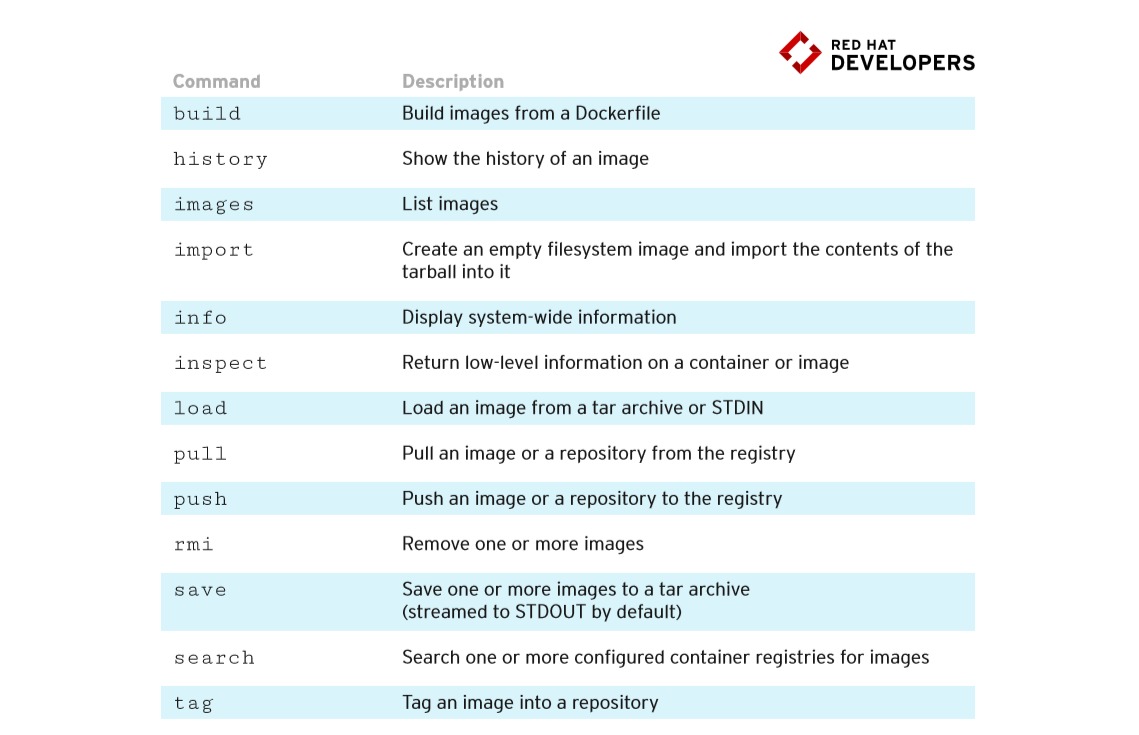 RED HAT
DEVELOPERS
Command Description
build Build images from a Dockerfile
history Show the history of an image
images List images
import Create an empty filesystem image and import the contents of the
tarball into it
info Display system-wide information
inspect Return low-level information on a container or image
load Load an image from a tar archive or STDIN
pull Pull an image or a repository from the registry
push Push an image or a repository to the registry
rmi Remove one or more images
save Save one or more images to a tar archive
(streamed to STDOUT by default)
search Search one or more configured container registries for images
tag Tag an image into a repository